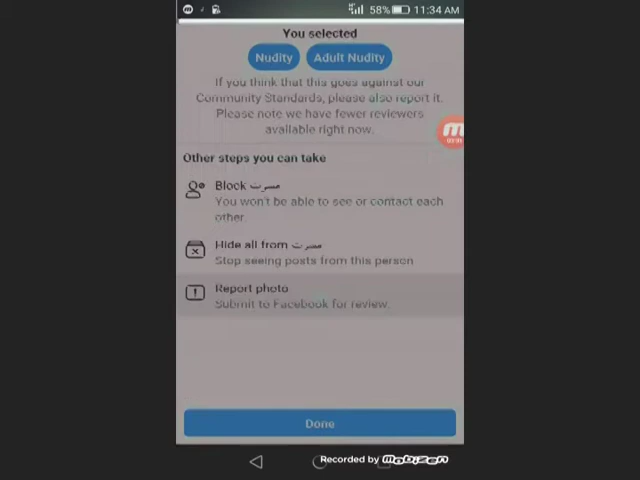 58% 11:34 AM
You selected
Nudity Adult Nudity
If you think that this goes against our
Community Standards, please also report it.
Please note we have fewer reviewers
available right now.
Other steps you can take
Block مسرت
You won't be able to see or contact each
other.
Hide all from مسرت
Stop seeing posts from this person
Report photo
Submit to Facebook for review.
Done
Recorded by mobizen